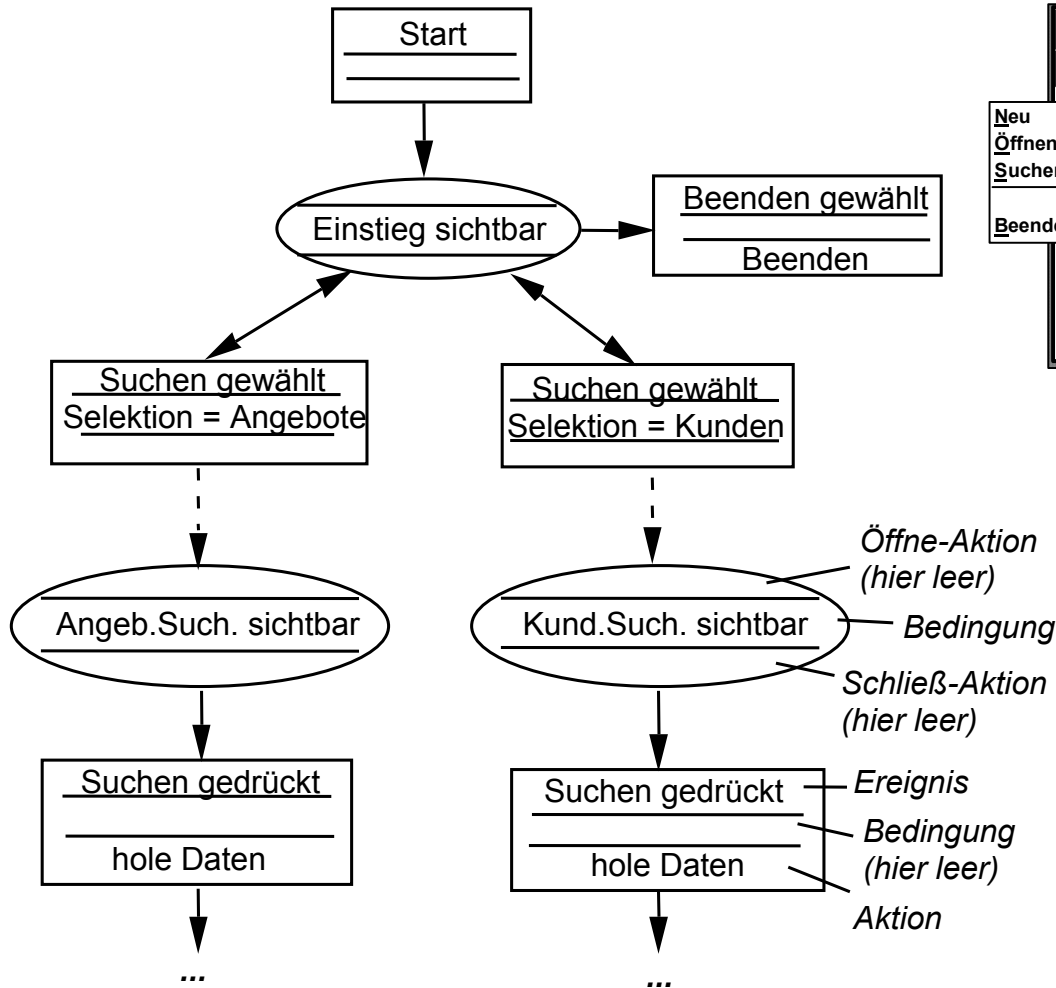 Start
Neu
Öffnen
Suchen
Beenden gewählt
Einstieg sichtbar
Beenden
Suchen gewählt
Selektion = Angebote
Suchen gewählt
Selektion = Kunden
Öffne-Aktion
(hier leer)
Angeb.Such. sichtbar
Kund.Such. sichtbar
Bedingung
Schließ-Aktion
(hier leer)
Suchen gedrückt
hole Daten
Suchen gedrückt
hole Daten
Ereignis
Bedingung
(hier leer)
Aktion
...
...